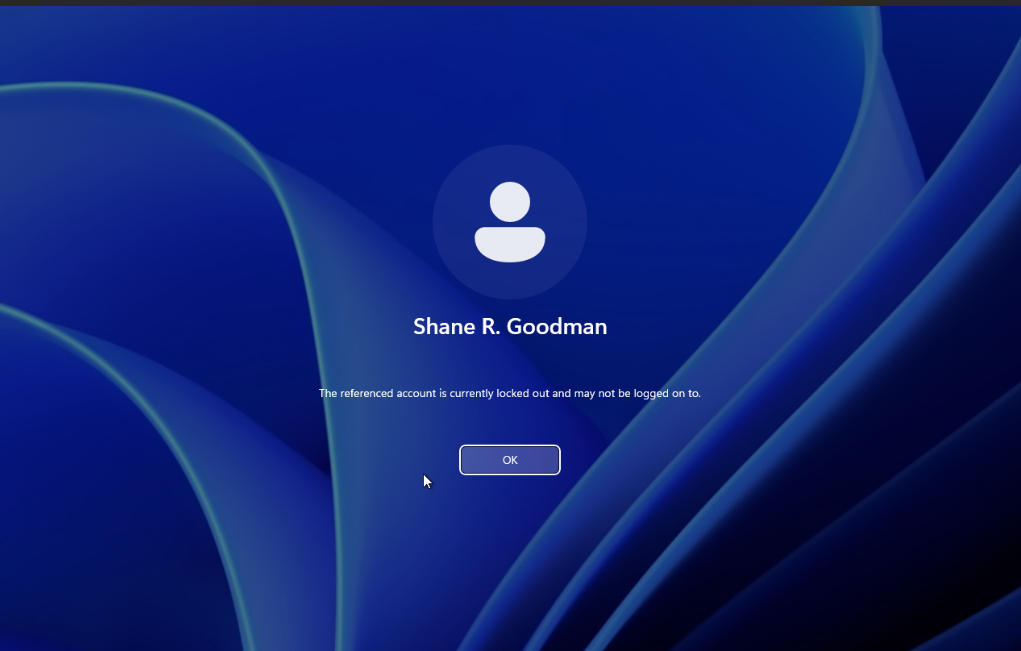 Shane R. Goodman
The referenced account is currently locked out and may not be logged on to.
OK